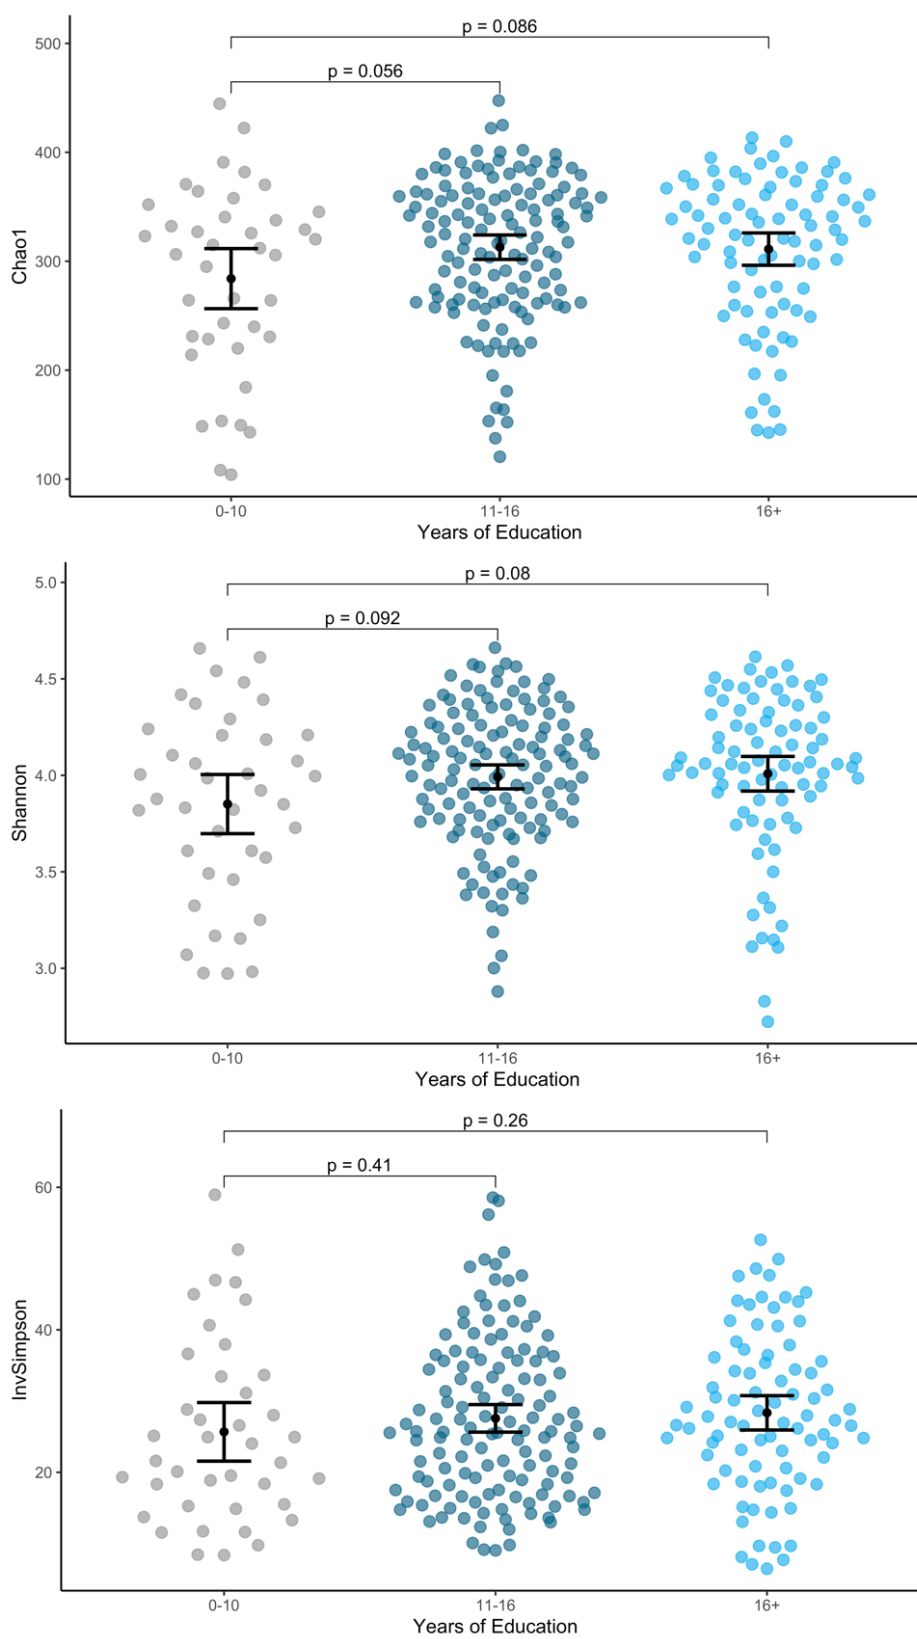 p = 0.086
500
p = 0.056
400
300
200
100
Chao1
0-10 11-16 16+
Years of Education
p = 0.08
5.0
p = 0.092
4.5
4.0
3.5
3.0
Shannon
0-10 11-16 16+
Years of Education
p = 0.26
p = 0.41
60
40
20
InvSimpson
0-10 11-16 16+
Years of Education